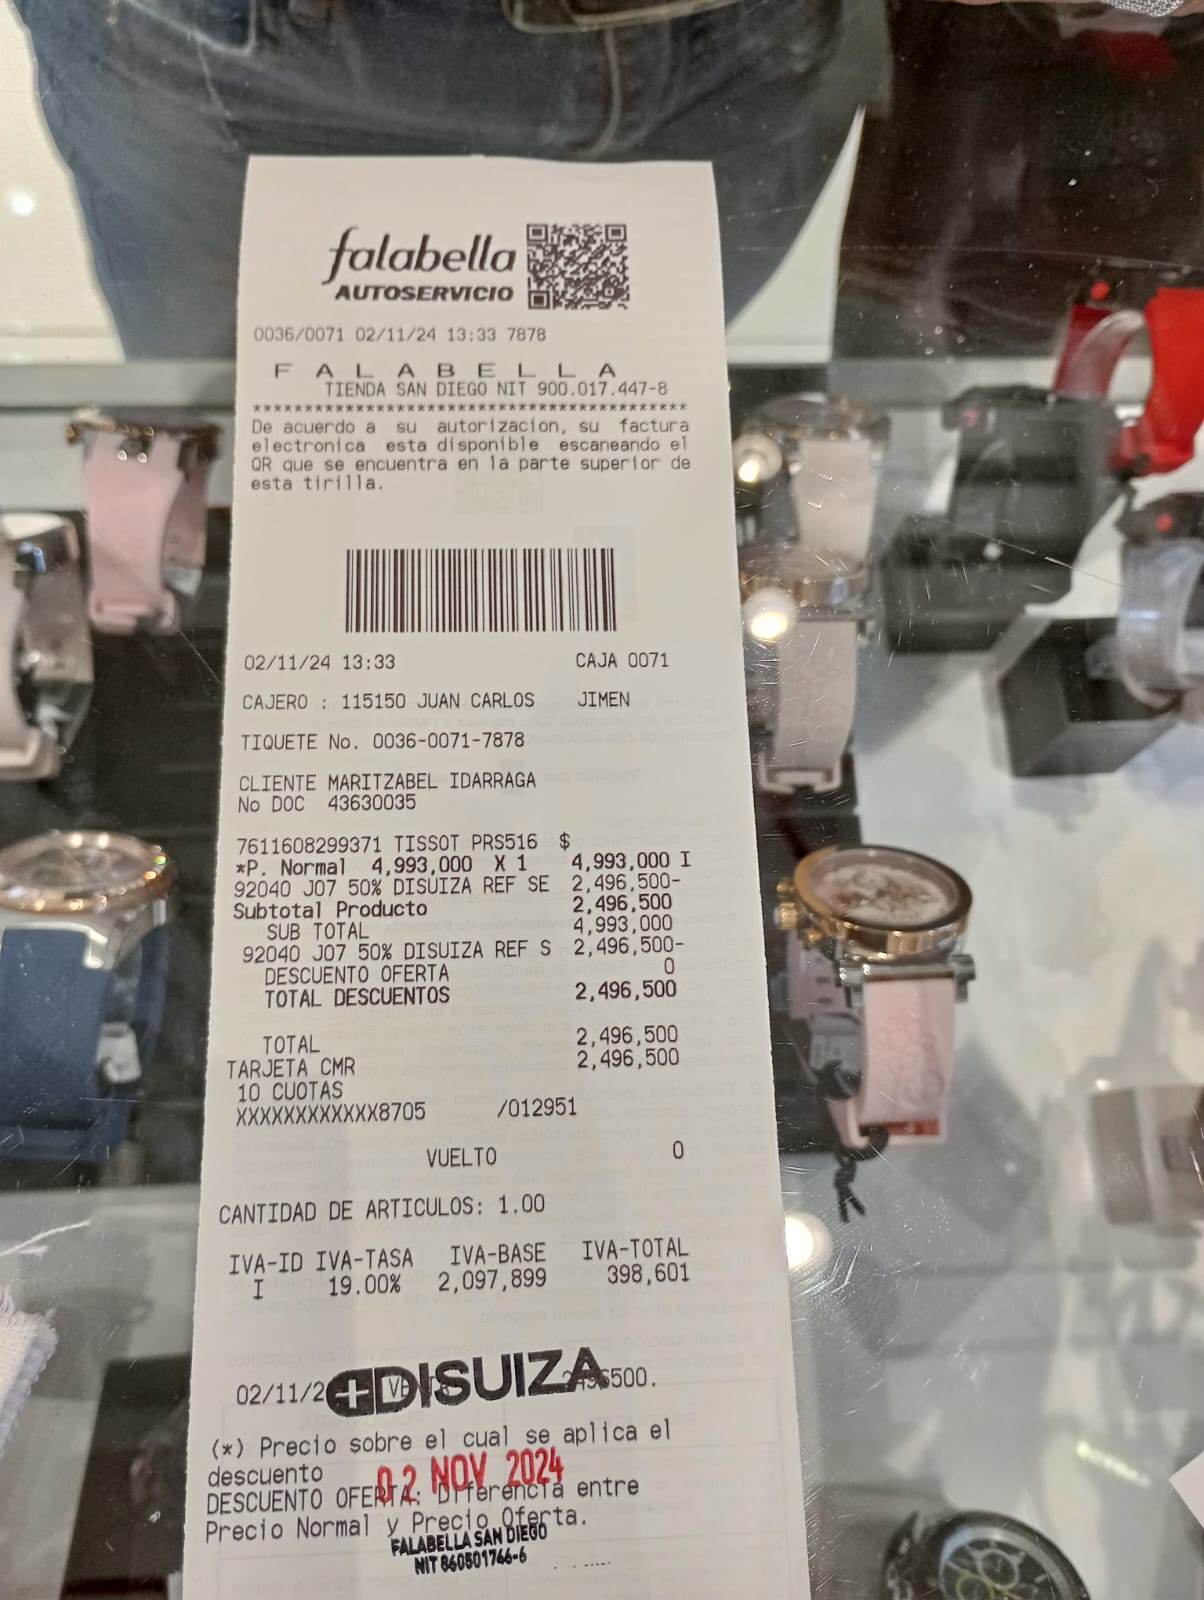 falabella
AUTOSERVICIO
0036/0071 02/11/24 13:33 7878
F A L A B E L L A
TIENDA SAN DIEGO NIT 900.017.447-8
******************************************
De acuerdo a su autorizacion, su factura
electronica esta disponible escaneando el
QR que se encuentra en la parte superior de
esta tirilla.
02/11/24 13:33 CAJA 0071
CAJERO : 115150 JUAN CARLOS JIMEN
TIQUETE No. 0036-0071-7878
CLIENTE MARITZABEL IDARRAGA
No DOC 43630035
7611608299371 TISSOT PRS516 $
*P. Normal 4,993,000 X 1 4,993,000 I
92040 J07 50% DISUIZA REF SE 2,496,500-
Subtotal Producto 2,496,500
SUB TOTAL 4,993,000
92040 J07 50% DISUIZA REF S 2,496,500-
DESCUENTO OFERTA 0
TOTAL DESCUENTOS 2,496,500
TOTAL 2,496,500
TARJETA CMR 2,496,500
10 CUOTAS
XXXXXXXXXXXX8705 /012951
VUELTO 0
CANTIDAD DE ARTICULOS: 1.00
IVA-ID IVA-TASA IVA-BASE IVA-TOTAL
I 19.00% 2,097,899 398,601
02/11/2 DISUIZA 500.
(*) Precio sobre el cual se aplica el
descuento
02 NOV 2024
DESCUENTO OFERTA: Diferencia entre
Precio Normal y Precio Oferta.
FALABELLA SAN DIEGO
NIT 860501766-6